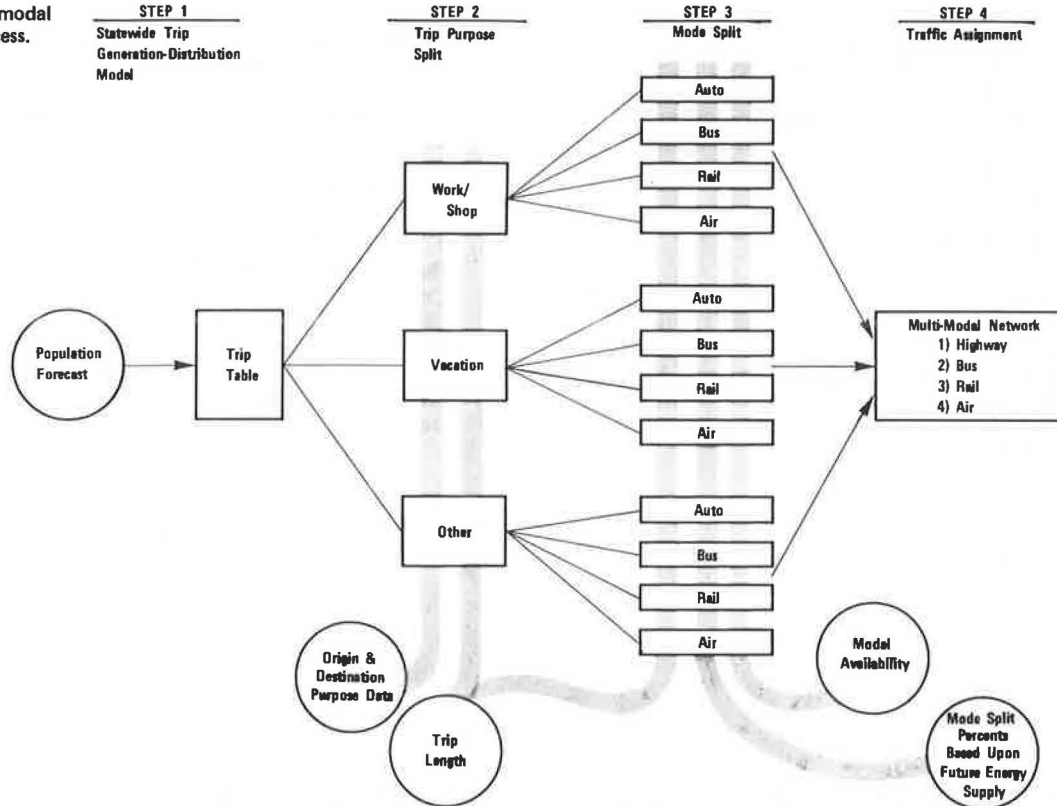 modal
cess.
STEP 1
Statewide Trip
Generation-Distribution
Model
STEP 2
Trip Purpose
Split
STEP 3
Mode Split
STEP 4
Traffic Assignment
Population
Forecast
Trip
Table
Work/
Shop
Vacation
Other
Auto
Bus
Rail
Air
Auto
Bus
Rail
Air
Auto
Bus
Rail
Air
Multi-Modal Network
1) Highway
2) Bus
3) Rail
4) Air
Origin &
Destination
Purpose Data
Trip
Length
Modal
Availability
Mode Split
Percents
Based Upon
Future Energy
Supply